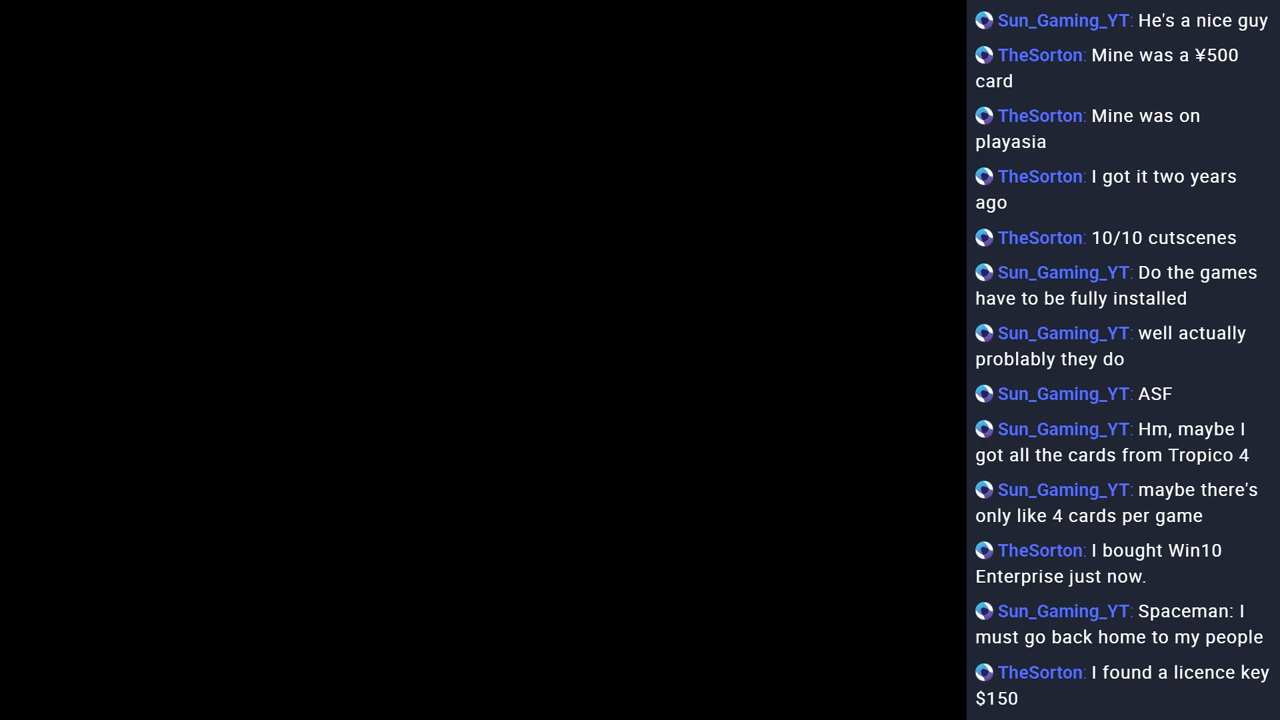 Sun_Gaming_YT: He's a nice guy
TheSorton: Mine was a ¥500
card
TheSorton: Mine was on
playasia
TheSorton: I got it two years
ago
TheSorton: 10/10 cutscenes
Sun_Gaming_YT: Do the games
have to be fully installed
Sun_Gaming_YT: well actually
problably they do
Sun_Gaming_YT: ASF
Sun_Gaming_YT: Hm, maybe I
got all the cards from Tropico 4
Sun_Gaming_YT: maybe there's
only like 4 cards per game
TheSorton: I bought Win10
Enterprise just now.
Sun_Gaming_YT: Spaceman: I
must go back home to my people
TheSorton: I found a licence key
$150